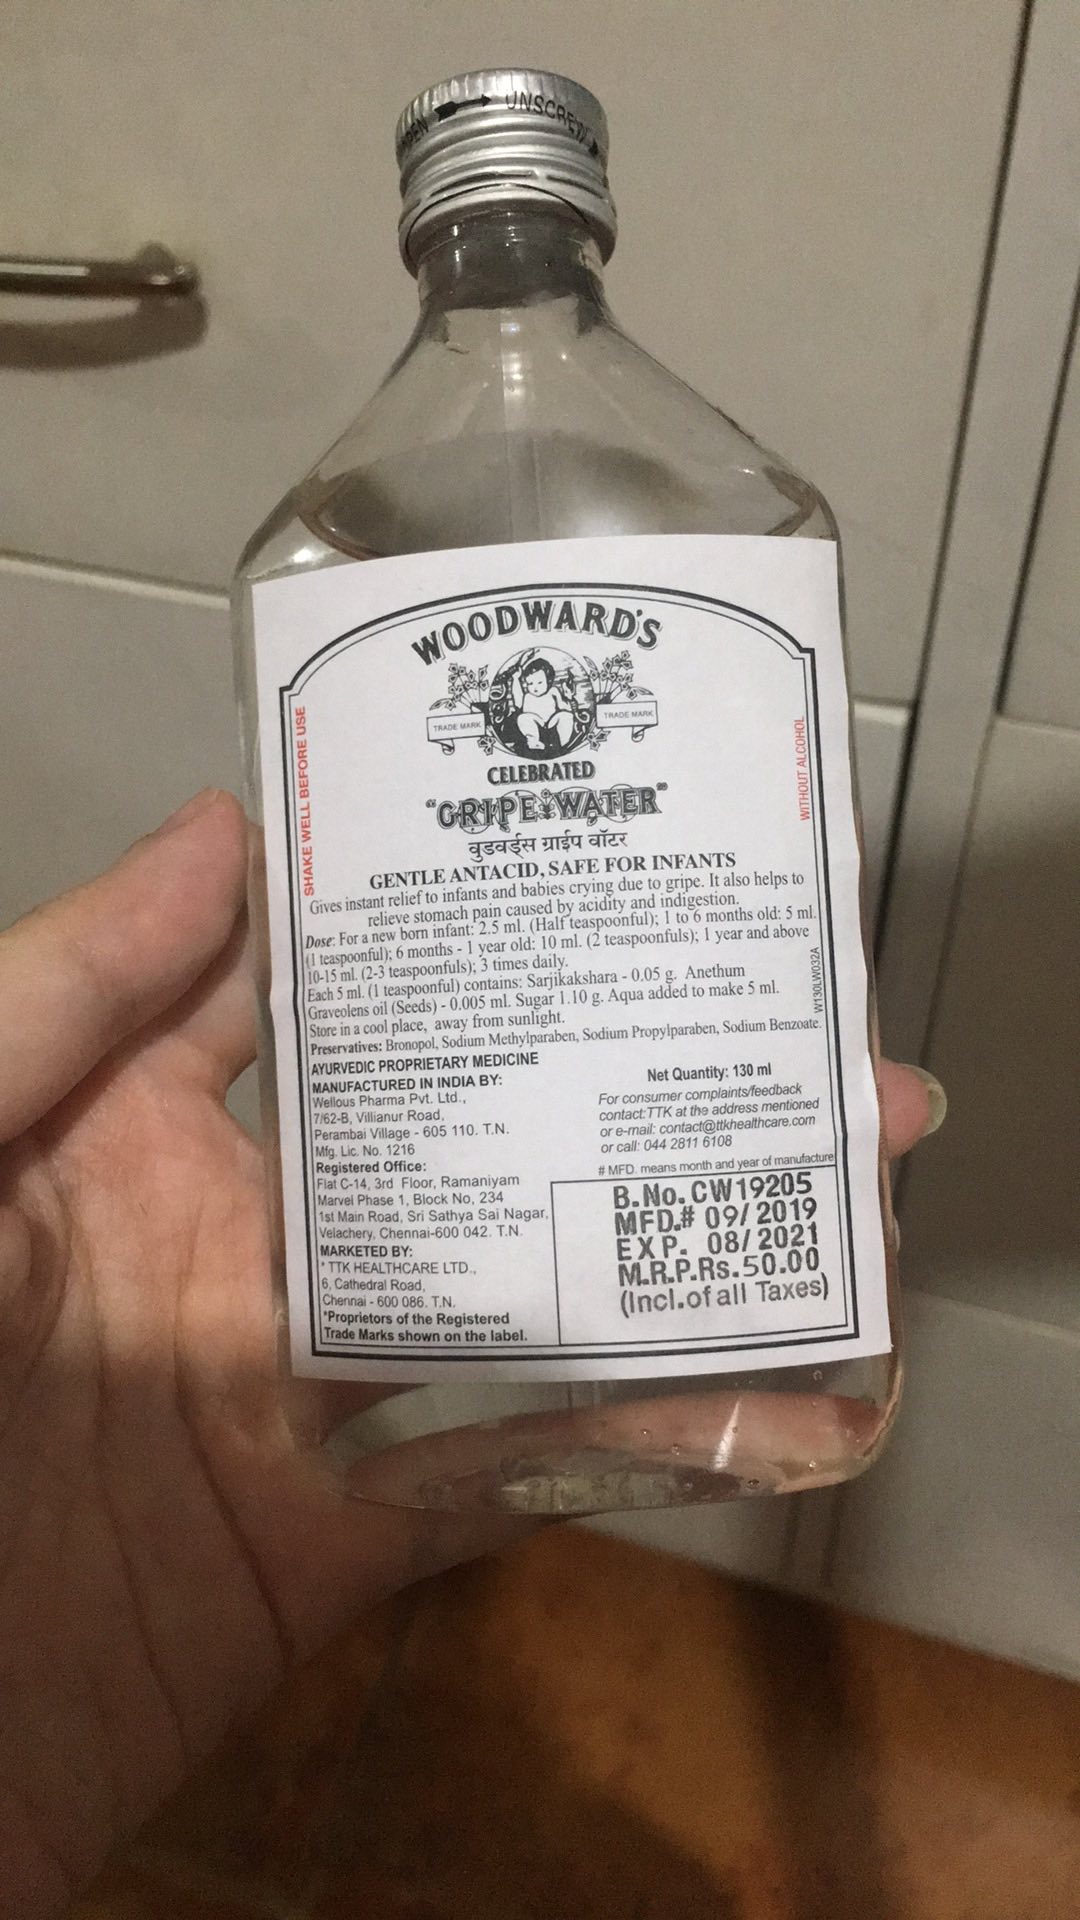 OPEN UNSCREW
WOODWARD'S
TRADE MARK TRADE MARK
CELEBRATED
"GRIPE WATER"
वुडवर्ड्स ग्राईप वॉटर
SHAKE WELL BEFORE USE
WITHOUT ALCOHOL
GENTLE ANTACID, SAFE FOR INFANTS
Gives instant relief to infants and babies crying due to gripe. It also helps to
relieve stomach pain caused by acidity and indigestion.
Dose: For a new born infant: 2.5 ml. (Half teaspoonful); 1 to 6 months old: 5 ml.
(1 teaspoonful); 6 months - 1 year old: 10 ml. (2 teaspoonfuls); 1 year and above
10-15 ml. (2-3 teaspoonfuls); 3 times daily.
Each 5 ml. (1 teaspoonful) contains: Sarjikakshara - 0.05 g. Anethum
Graveolens oil (Seeds) - 0.005 ml. Sugar 1.10 g. Aqua added to make 5 ml.
Store in a cool place, away from sunlight.
Preservatives: Bronopol, Sodium Methylparaben, Sodium Propylparaben, Sodium Benzoate.
W130LW032A
AYURVEDIC PROPRIETARY MEDICINE
MANUFACTURED IN INDIA BY:
Wellous Pharma Pvt. Ltd.,
7/62-B, Villianur Road,
Perambai Village - 605 110. T.N.
Mfg. Lic. No. 1216
Registered Office:
Flat C-14, 3rd Floor, Ramaniyam
Marvel Phase 1, Block No, 234
1st Main Road, Sri Sathya Sai Nagar,
Velachery, Chennai-600 042. T.N.
MARKETED BY:
* TTK HEALTHCARE LTD.,
6, Cathedral Road,
Chennai - 600 086. T.N.
*Proprietors of the Registered
Trade Marks shown on the label.
Net Quantity: 130 ml
For consumer complaints/feedback
contact:TTK at the address mentioned
or e-mail: contact@ttkhealthcare.com
or call: 044 2811 6108
# MFD. means month and year of manufacture
B.No. CW19205
MFD.# 09/2019
EXP. 08/2021
M.R.P.Rs.50.00
(Incl.of all Taxes)